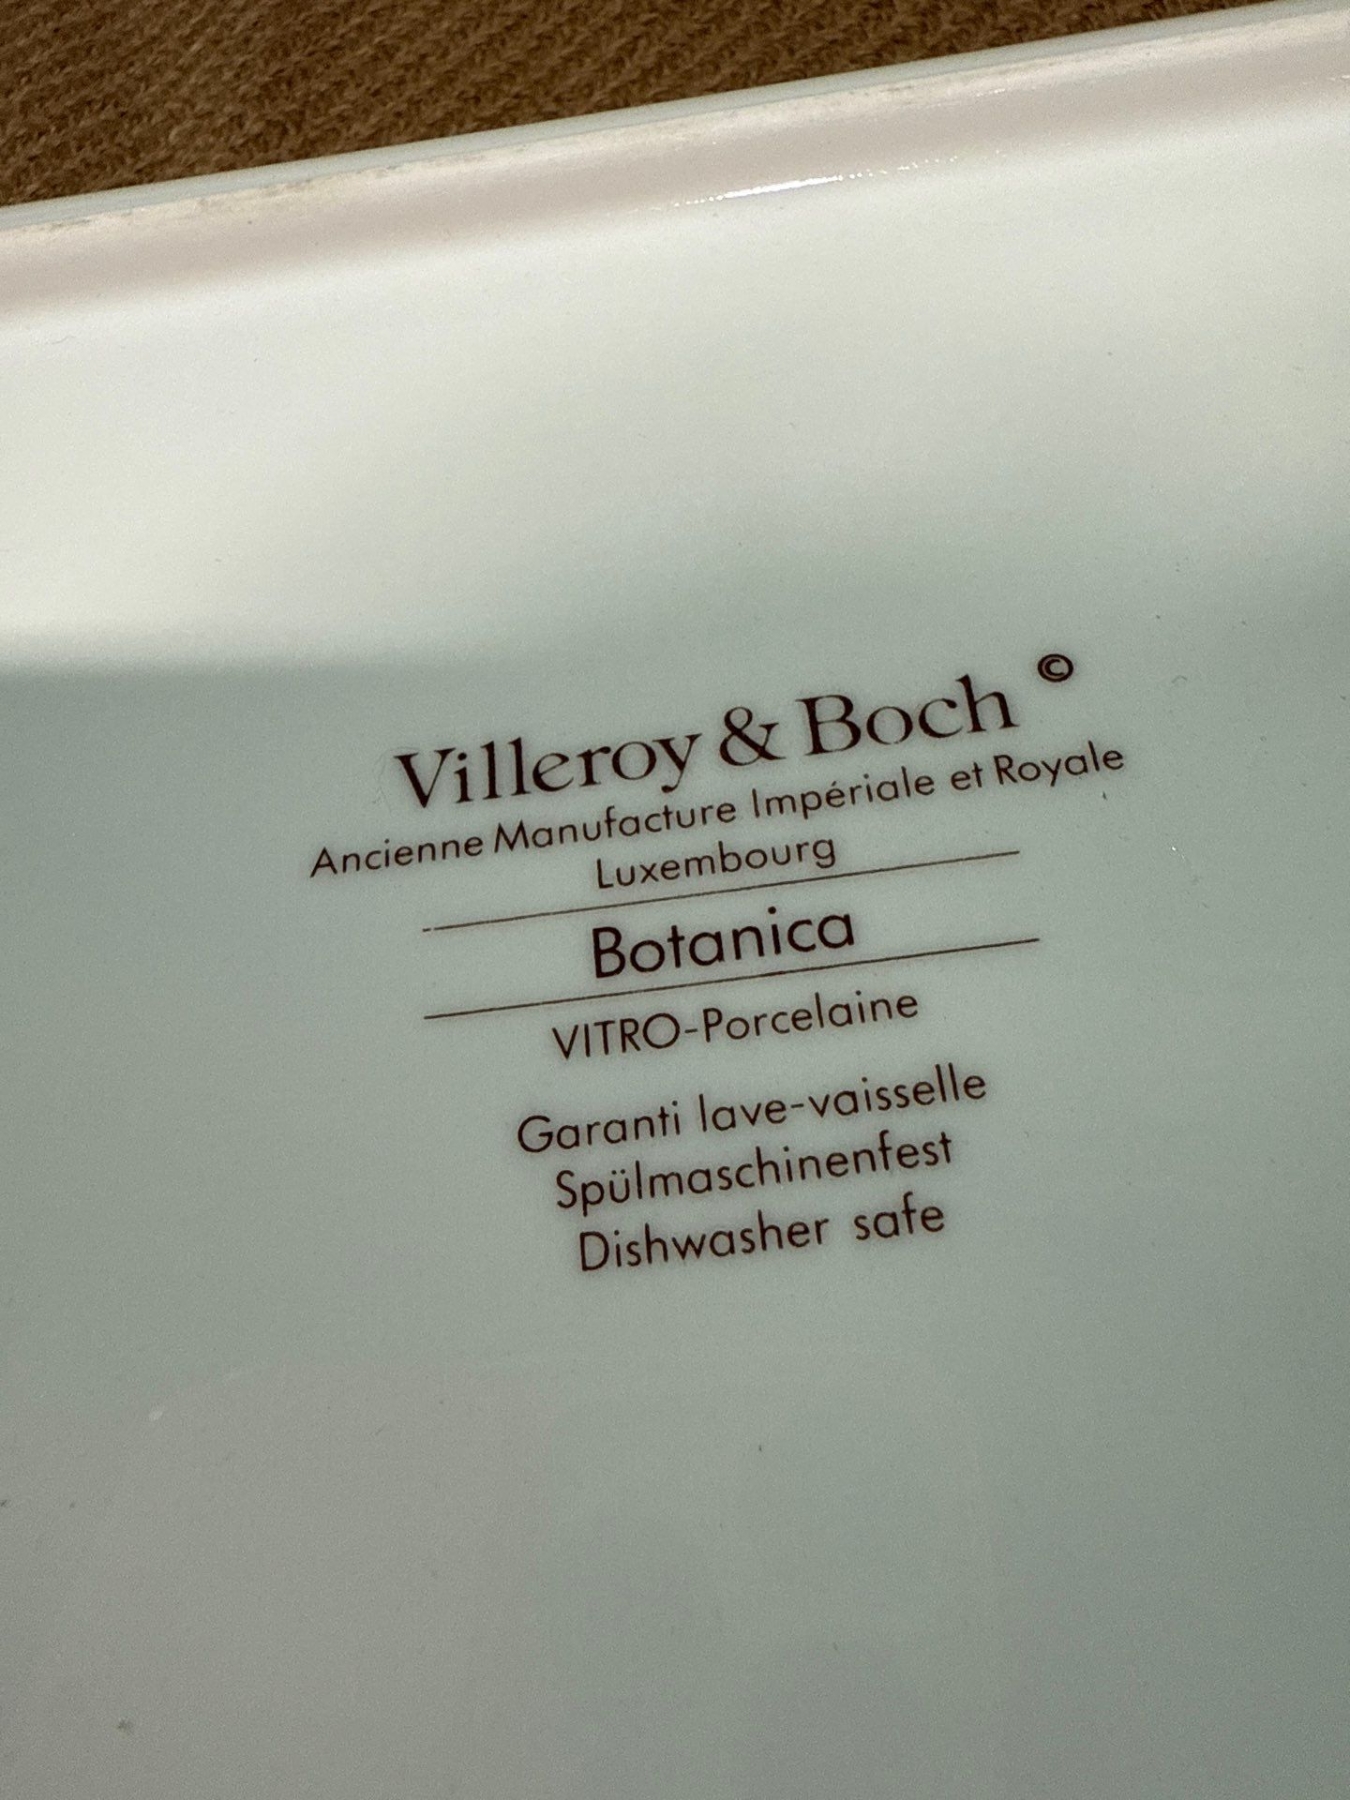 Villeroy & Boch ©
Ancienne Manufacture Impériale et Royale
Luxembourg
Botanica
VITRO-Porcelaine
Garanti lave-vaisselle
Spülmaschinenfest
Dishwasher safe